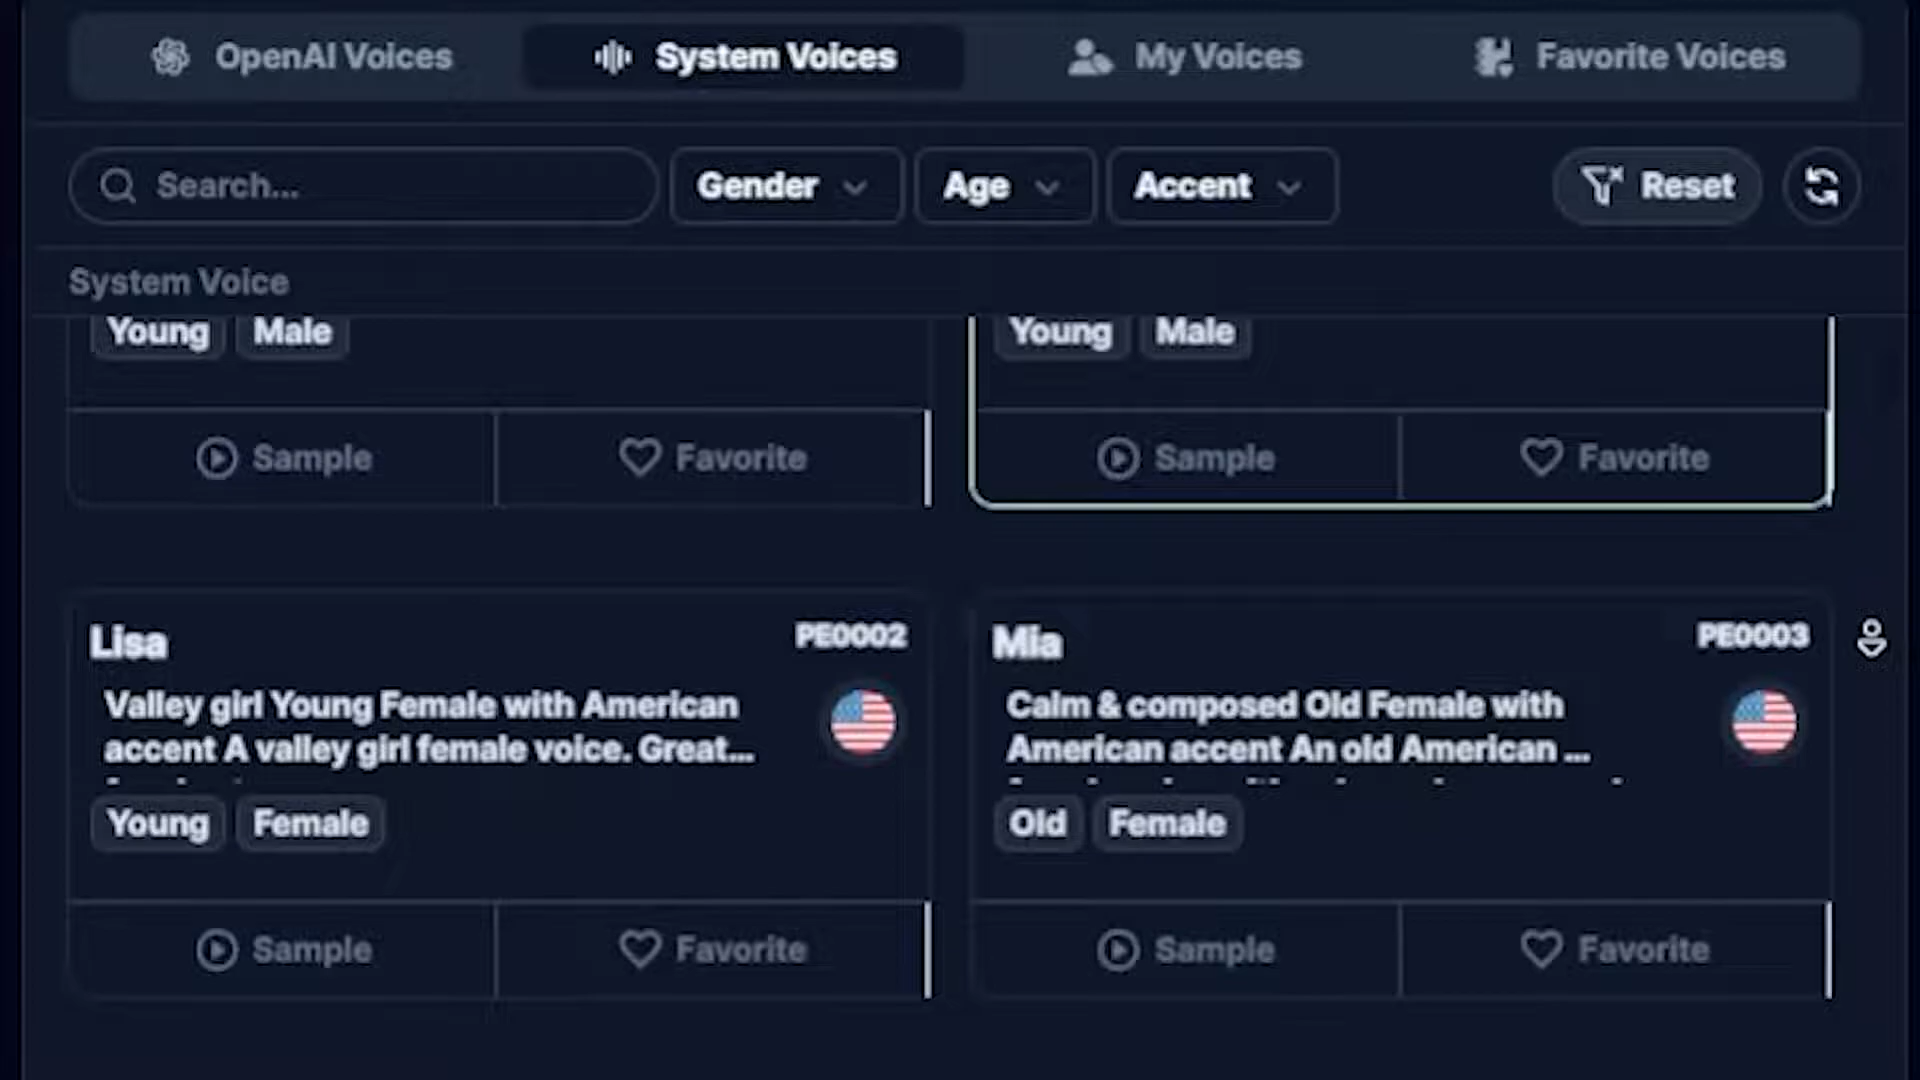 OpenAI Voices System Voices My Voices Favorite Voices
Search... Gender Age Accent Reset
System Voice
Young Male
Sample Favorite
Young Male
Sample Favorite
Lisa PE0002
Valley girl Young Female with American
accent A valley girl female voice. Great...
Young Female
Sample Favorite
Mia PE0003
Calm & composed Old Female with
American accent An old American ...
Old Female
Sample Favorite